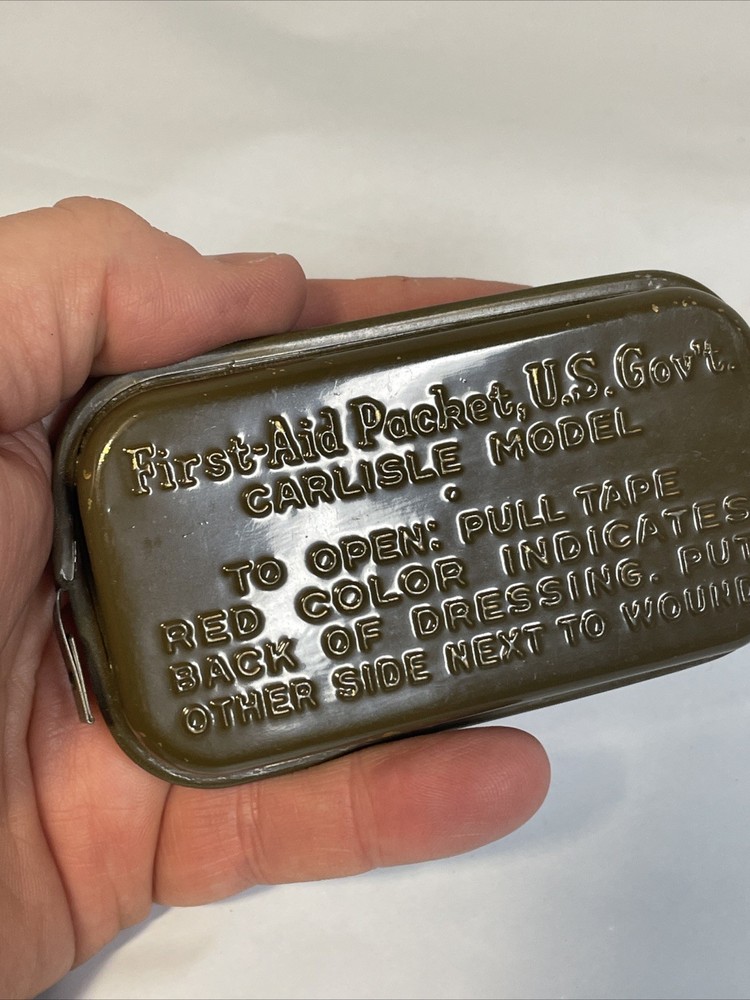 First-Aid Packet, U.S. Gov't.
CARLISLE MODEL
TO OPEN: PULL TAPE
RED COLOR INDICATES
BACK OF DRESSING. PUT
OTHER SIDE NEXT TO WOUND